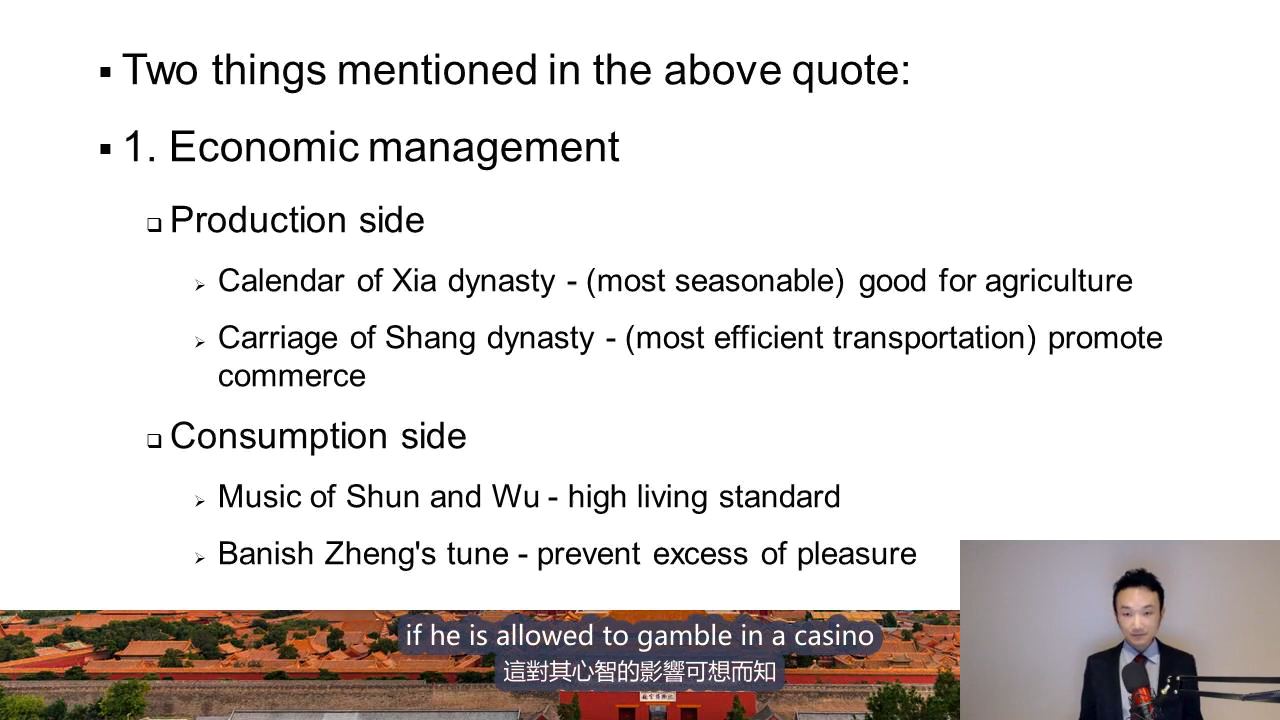 Two things mentioned in the above quote:
1. Economic management
Production side
Calendar of Xia dynasty - (most seasonable) good for agriculture
Carriage of Shang dynasty - (most efficient transportation) promote
commerce
Consumption side
Music of Shun and Wu - high living standard
Banish Zheng's tune - prevent excess of pleasure
if he is allowed to gamble in a casino
這對其心智的影響可想而知